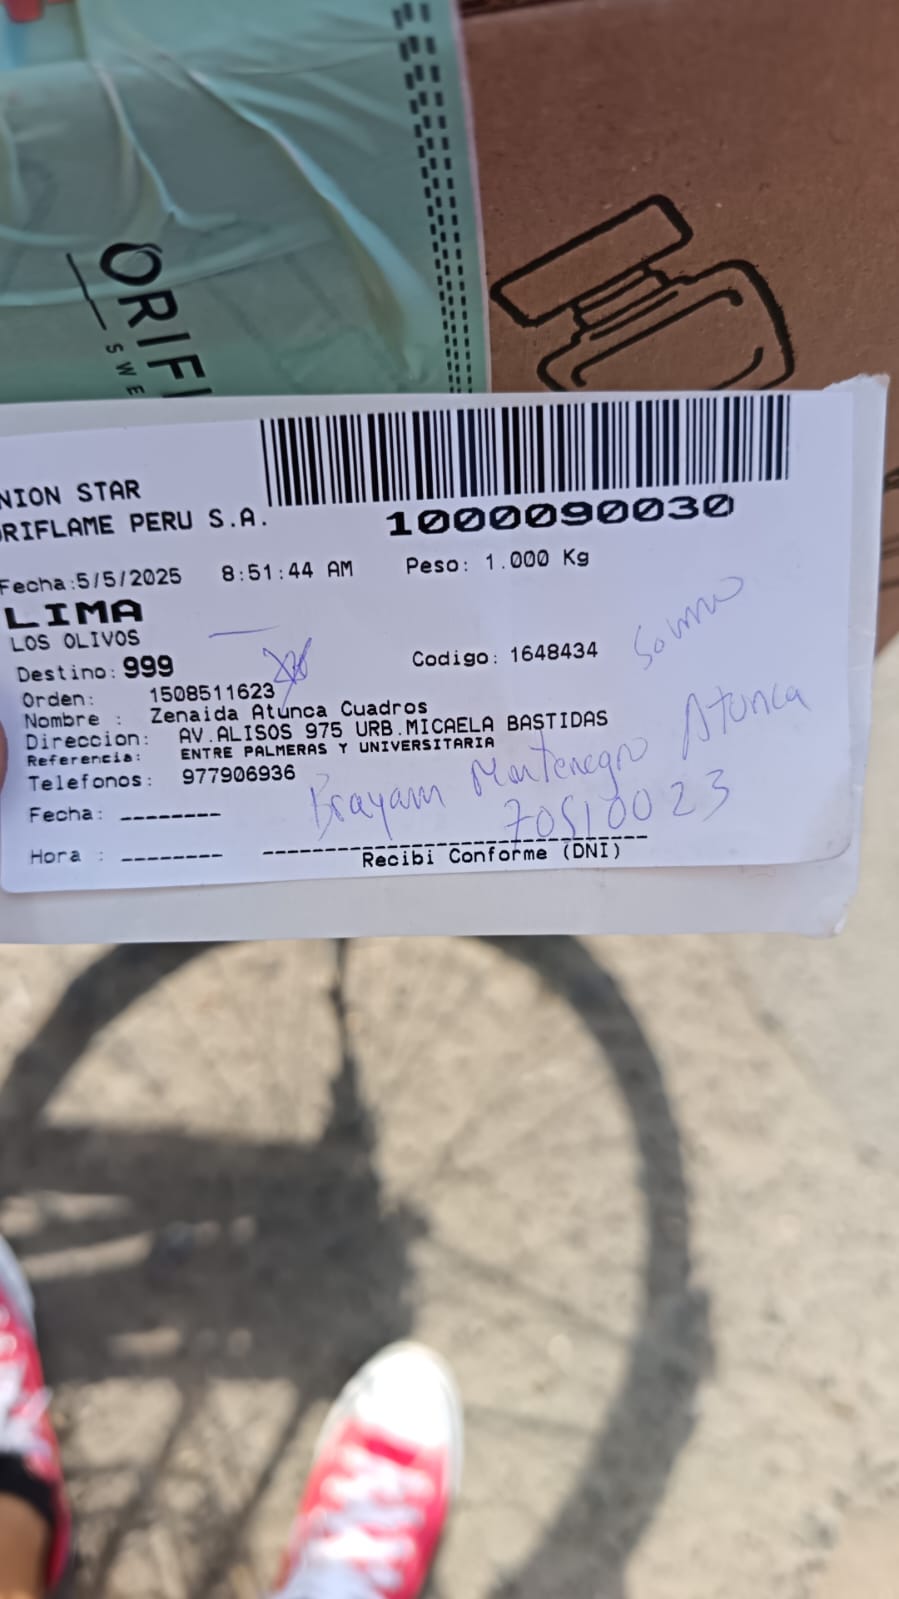 ORIFL
SWE
NION STAR
RIFLAME PERU S.A.
1000090030
Fecha:5/5/2025 8:51:44 AM Peso: 1.000 Kg
LIMA
LOS OLIVOS
Destino: 999 Codigo: 1648434
Orden: 1508511623
Nombre : Zenaida Atunca Cuadros
Direccion: AV.ALISOS 975 URB.MICAELA BASTIDAS
Referencia: ENTRE PALMERAS Y UNIVERSITARIA
Telefonos: 977906936
Brayam Montenegro Atunca
70510023
Fecha: --------
Hora : --------
Recibi Conforme (DNI)